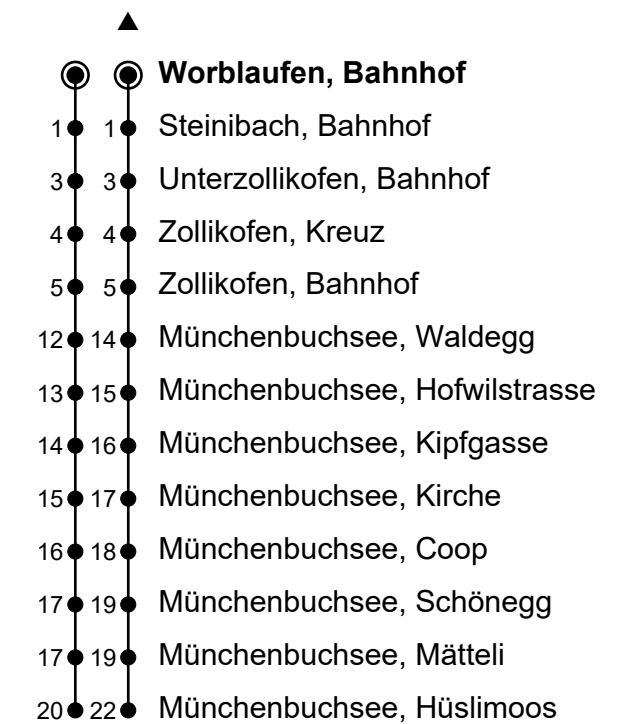 ▲
Worblaufen, Bahnhof
1 1 Steinibach, Bahnhof
3 3 Unterzollikofen, Bahnhof
4 4 Zollikofen, Kreuz
5 5 Zollikofen, Bahnhof
12 14 Münchenbuchsee, Waldegg
13 15 Münchenbuchsee, Hofwilstrasse
14 16 Münchenbuchsee, Kipfgasse
15 17 Münchenbuchsee, Kirche
16 18 Münchenbuchsee, Coop
17 19 Münchenbuchsee, Schönegg
17 19 Münchenbuchsee, Mätteli
20 22 Münchenbuchsee, Hüslimoos